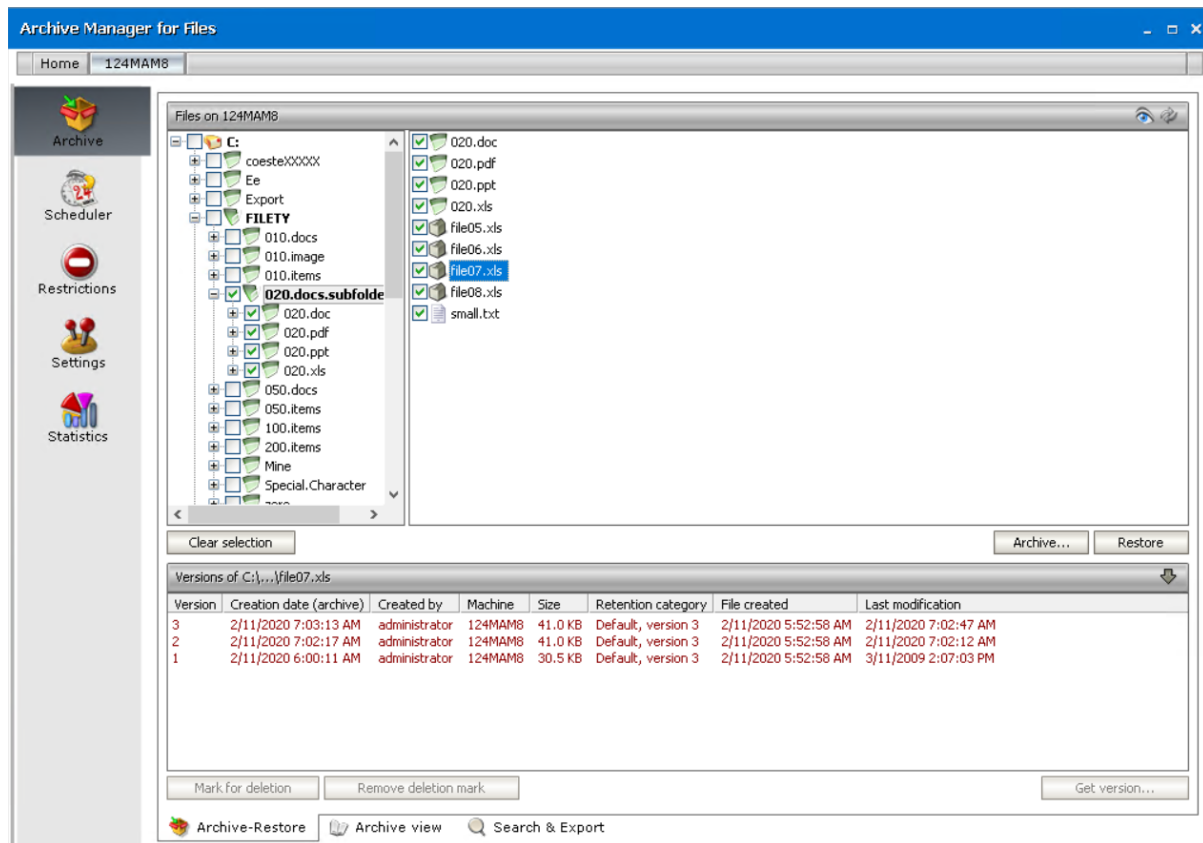 Archive Manager for Files
Home 124MAM8
Archive
Scheduler
Restrictions
Settings
Statistics
Files on 124MAM8
C:
coesteXXXXX
Ee
Export
FILETY
010.docs
010.image
010.items
020.docs.subfolde
020.doc
020.pdf
020.ppt
020.xls
050.docs
050.items
100.items
200.items
Mine
Special.Character
020.doc
020.pdf
020.ppt
020.xls
file05.xls
file06.xls
file07.xls
file08.xls
small.txt
Clear selection Archive... Restore
Versions of C:\...\file07.xls
Version Creation date (archive) Created by Machine Size Retention category File created Last modification
3 2/11/2020 7:03:13 AM administrator 124MAM8 41.0 KB Default, version 3 2/11/2020 5:52:58 AM 2/11/2020 7:02:47 AM
2 2/11/2020 7:02:17 AM administrator 124MAM8 41.0 KB Default, version 3 2/11/2020 5:52:58 AM 2/11/2020 7:02:12 AM
1 2/11/2020 6:00:11 AM administrator 124MAM8 30.5 KB Default, version 3 2/11/2020 5:52:58 AM 3/11/2009 2:07:03 PM
Mark for deletion Remove deletion mark Get version...
Archive-Restore Archive view Search & Export